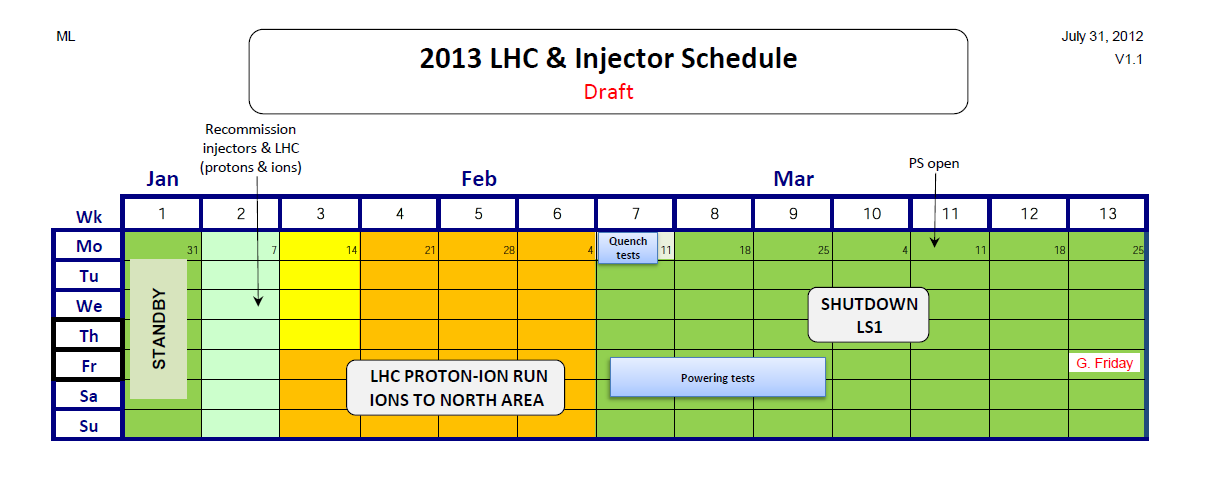 ML
July 31, 2012
V1.1
2013 LHC & Injector Schedule
Draft
Recommission
injectors & LHC
(protons & ions)
PS open
Jan Feb Mar
Wk 1 2 3 4 5 6 7 8 9 10 11 12 13
Mo 31 7 14 21 28 4 Quench tests 11 18 25 4 11 18 25
Tu
We
Th
Fr
Sa
Su
STANDBY
LHC PROTON-ION RUN
IONS TO NORTH AREA
Powering tests
SHUTDOWN
LS1
G. Friday